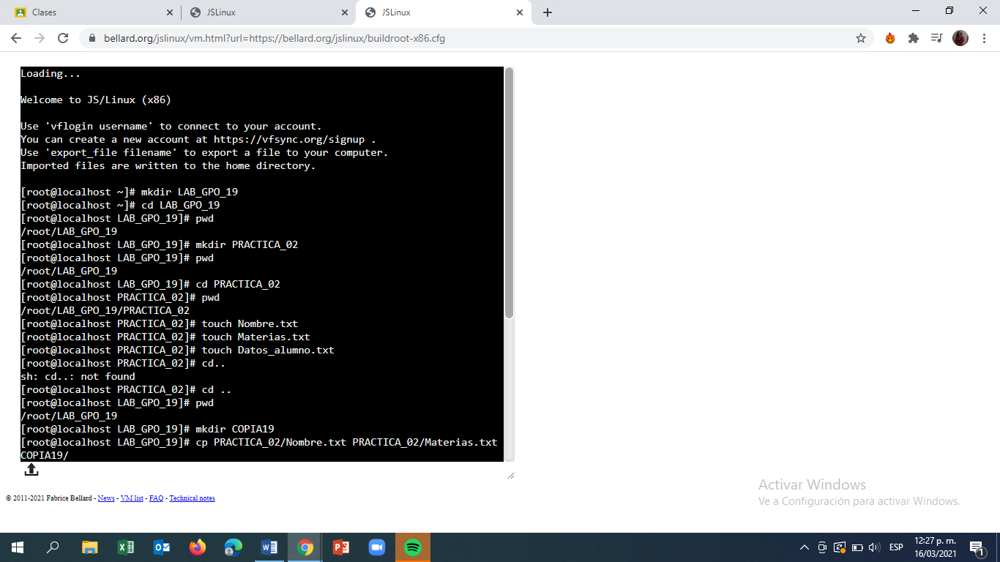 Clases
JSLinux
JSLinux
bellard.org/jslinux/vm.html?url=https://bellard.org/jslinux/buildroot-x86.cfg
Loading...
Welcome to JS/Linux (x86)
Use 'vflogin username' to connect to your account.
You can create a new account at https://vfsync.org/signup .
Use 'export_file filename' to export a file to your computer.
Imported files are written to the home directory.
[root@localhost ~]# mkdir LAB_GPO_19
[root@localhost ~]# cd LAB_GPO_19
[root@localhost LAB_GPO_19]# pwd
/root/LAB_GPO_19
[root@localhost LAB_GPO_19]# mkdir PRACTICA_02
[root@localhost LAB_GPO_19]# pwd
/root/LAB_GPO_19
[root@localhost LAB_GPO_19]# cd PRACTICA_02
[root@localhost PRACTICA_02]# pwd
/root/LAB_GPO_19/PRACTICA_02
[root@localhost PRACTICA_02]# touch Nombre.txt
[root@localhost PRACTICA_02]# touch Materias.txt
[root@localhost PRACTICA_02]# touch Datos_alumno.txt
[root@localhost PRACTICA_02]# cd..
sh: cd..: not found
[root@localhost PRACTICA_02]# cd ..
[root@localhost LAB_GPO_19]# pwd
/root/LAB_GPO_19
[root@localhost LAB_GPO_19]# mkdir COPIA19
[root@localhost LAB_GPO_19]# cp PRACTICA_02/Nombre.txt PRACTICA_02/Materias.txt
COPIA19/
© 2011-2021 Fabrice Bellard - News - VM list - FAQ - Technical notes
Activar Windows
Ve a Configuración para activar Windows.
ESP
12:27 p. m.
16/03/2021
1